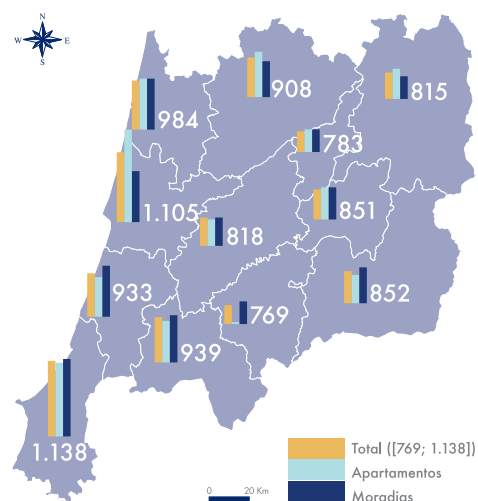 N
W E
S
908
815
984
783
1.105
851
818
933
852
769
939
1.138
Total ([769; 1.138])
Apartamentos
Moradias
0 20 Km